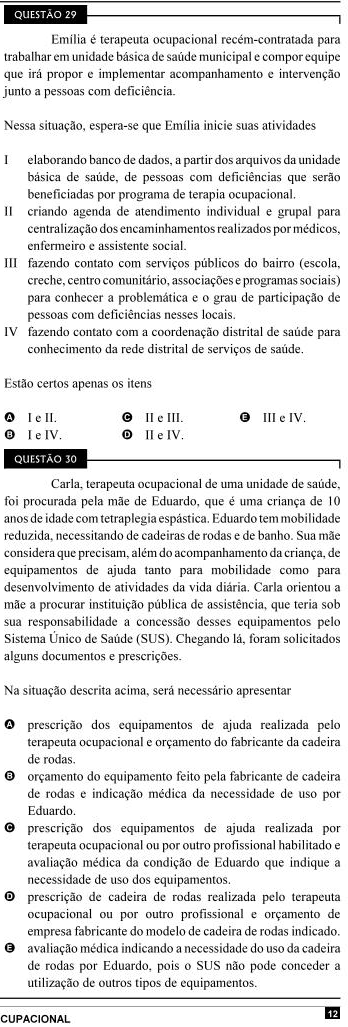 QUESTÃO 29
Emília é terapeuta ocupacional recém-contratada para
trabalhar em unidade básica de saúde municipal e compor equipe
que irá propor e implementar acompanhamento e intervenção
junto a pessoas com deficiência.
Nessa situação, espera-se que Emília inicie suas atividades
I elaborando banco de dados, a partir dos arquivos da unidade
básica de saúde, de pessoas com deficiências que serão
beneficiadas por programa de terapia ocupacional.
II criando agenda de atendimento individual e grupal para
centralização dos encaminhamentos realizados por médicos,
enfermeiro e assistente social.
III fazendo contato com serviços públicos do bairro (escola,
creche, centro comunitário, associações e programas sociais)
para conhecer a problemática e o grau de participação de
pessoas com deficiências nesses locais.
IV fazendo contato com a coordenação distrital de saúde para
conhecimento da rede distrital de serviços de saúde.
Estão certos apenas os itens
A I e II. C II e III. E III e IV.
B I e IV. D II e IV.
QUESTÃO 30
Carla, terapeuta ocupacional de uma unidade de saúde,
foi procurada pela mãe de Eduardo, que é uma criança de 10
anos de idade com tetraplegia espástica. Eduardo tem mobilidade
reduzida, necessitando de cadeiras de rodas e de banho. Sua mãe
considera que precisam, além do acompanhamento da criança, de
equipamentos de ajuda tanto para mobilidade como para
desenvolvimento de atividades da vida diária. Carla orientou a
mãe a procurar instituição pública de assistência, que teria sob
sua responsabilidade a concessão desses equipamentos pelo
Sistema Único de Saúde (SUS). Chegando lá, foram solicitados
alguns documentos e prescrições.
Na situação descrita acima, será necessário apresentar
A prescrição dos equipamentos de ajuda realizada pelo
terapeuta ocupacional e orçamento do fabricante da cadeira
de rodas.
B orçamento do equipamento feito pela fabricante de cadeira
de rodas e indicação médica da necessidade de uso por
Eduardo.
C prescrição dos equipamentos de ajuda realizada por
terapeuta ocupacional ou por outro profissional habilitado e
avaliação médica da condição de Eduardo que indique a
necessidade de uso dos equipamentos.
D prescrição de cadeira de rodas realizada pelo terapeuta
ocupacional ou por outro profissional e orçamento de
empresa fabricante do modelo de cadeira de rodas indicado.
E avaliação médica indicando a necessidade do uso da cadeira
de rodas por Eduardo, pois o SUS não pode conceder a
utilização de outros tipos de equipamentos.
12
CUPACIONAL